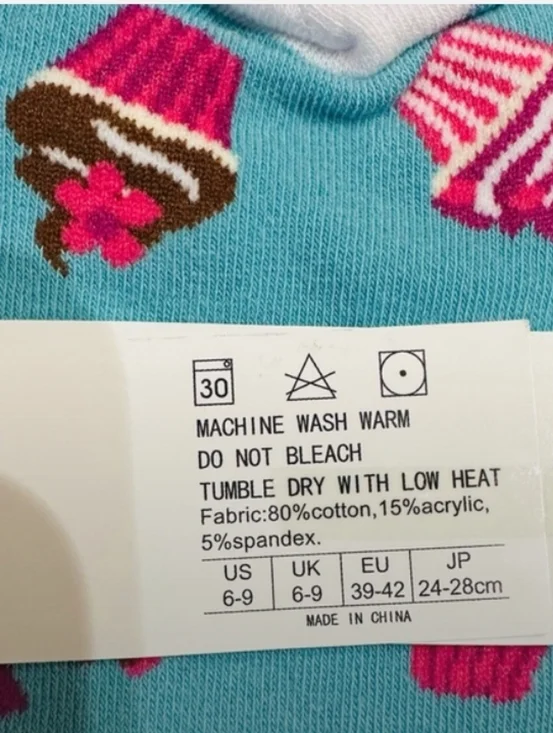 30
MACHINE WASH WARM
DO NOT BLEACH
TUMBLE DRY WITH LOW HEAT
Fabric:80%cotton,15%acrylic,
5%spandex.
US UK EU JP
6-9 6-9 39-42 24-28cm
MADE IN CHINA